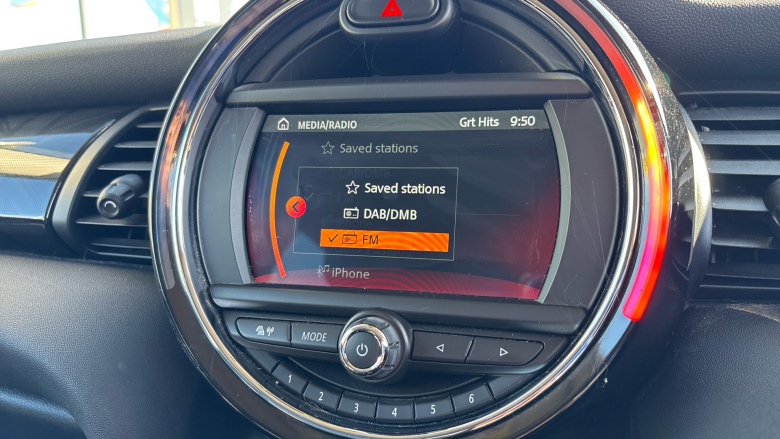 MEDIA/RADIO Grt Hits 9:50
Saved stations
Saved stations
DAB/DMB
FM
iPhone
MODE
1 2 3 4 5 6